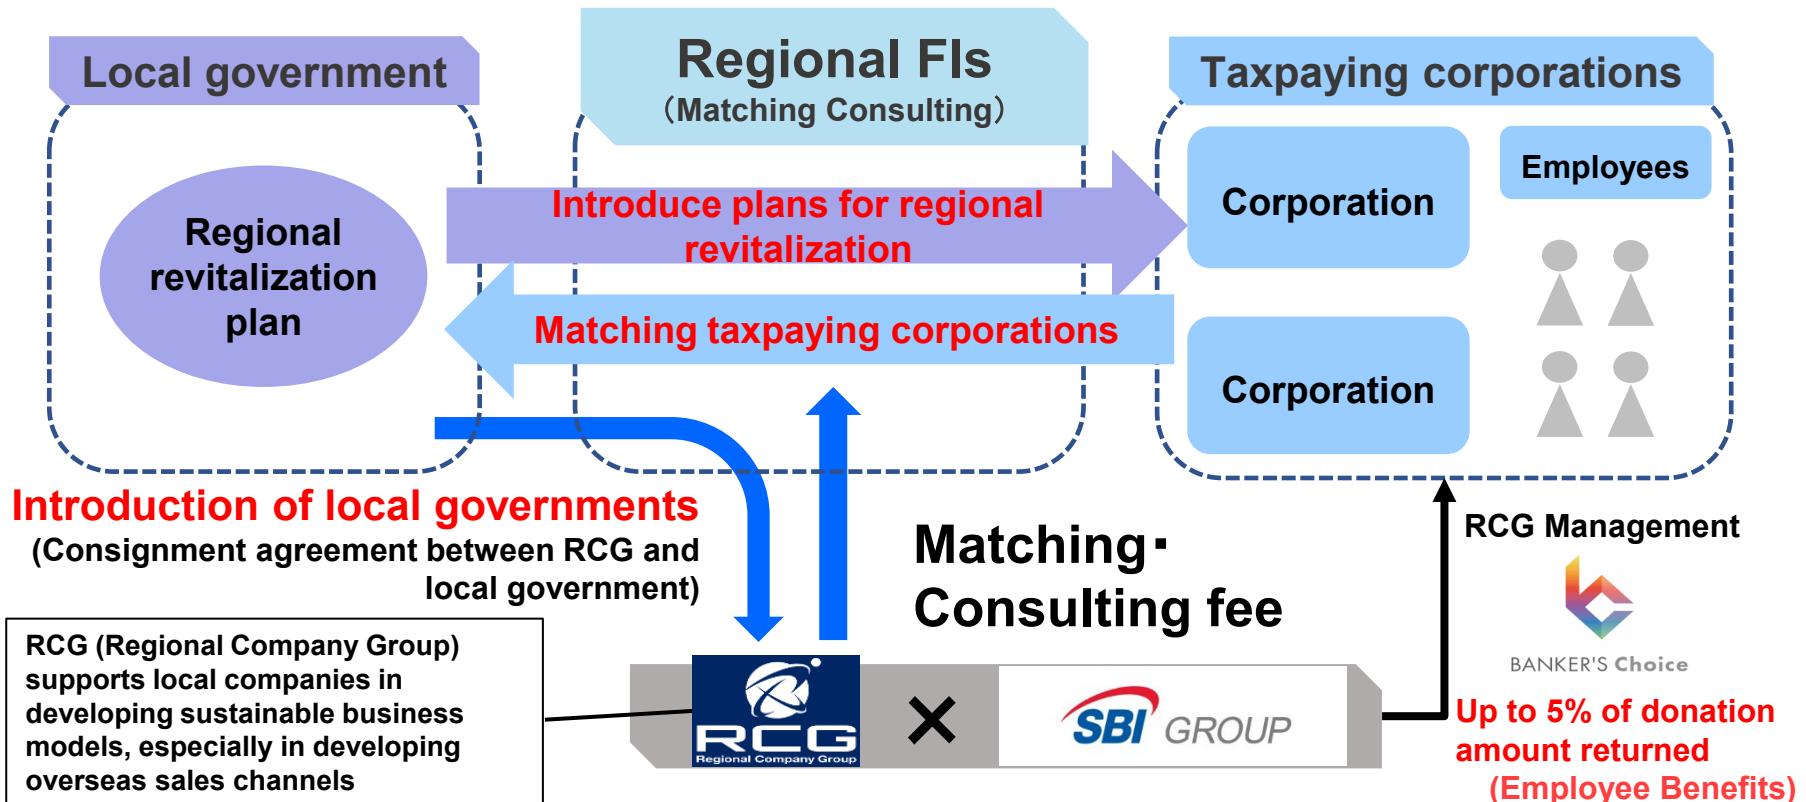 Local government
Regional FIs
（Matching Consulting）
Taxpaying corporations
Regional
revitalization
plan
Introduce plans for regional
revitalization
Matching taxpaying corporations
Corporation
Corporation
Employees
Introduction of local governments
(Consignment agreement between RCG and
local government)
Matching・
Consulting fee
RCG Management
BANKER'S Choice
Up to 5% of donation
amount returned
(Employee Benefits)
RCG (Regional Company Group)
supports local companies in
developing sustainable business
models, especially in developing
overseas sales channels
RCG
Regional Company Group
×
SBI GROUP